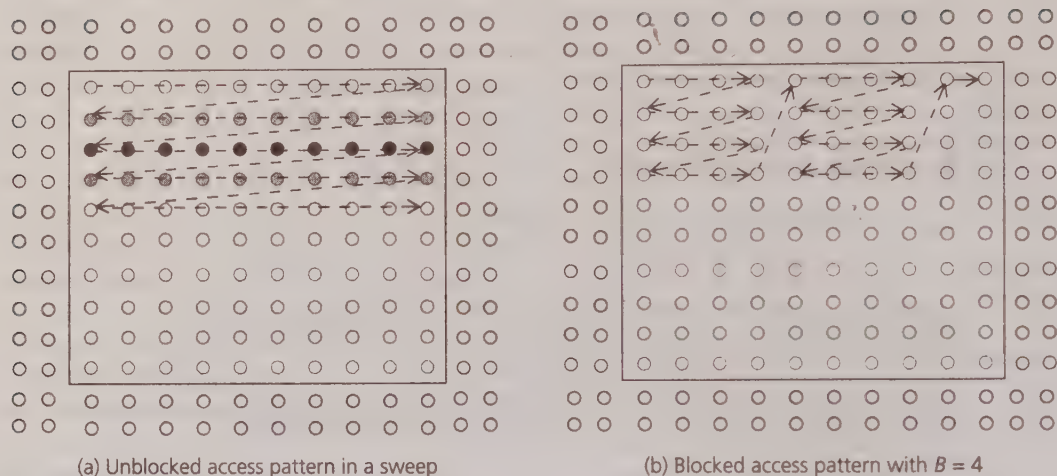 (a) Unblocked access pattern in a sweep
(b) Blocked access pattern with B = 4